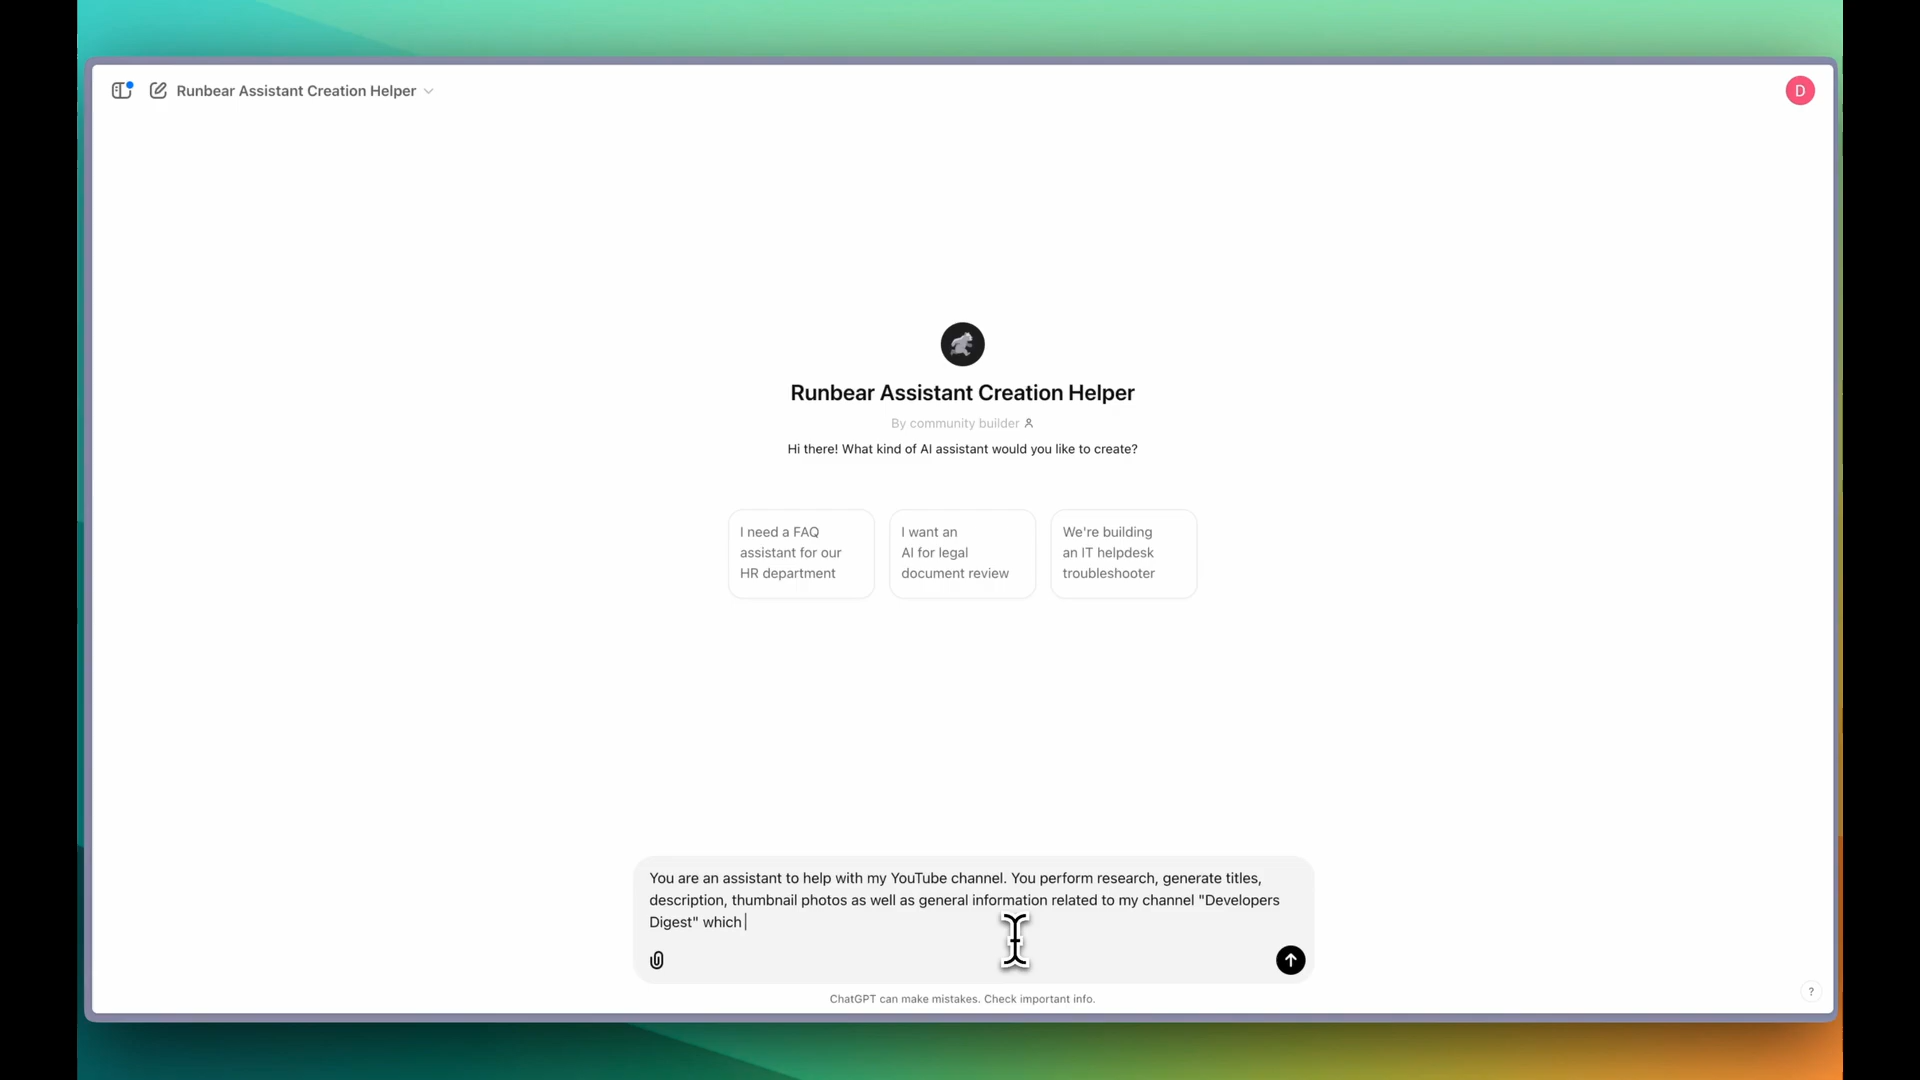 Runbear Assistant Creation Helper
D
Runbear Assistant Creation Helper
By community builder
Hi there! What kind of AI assistant would you like to create?
I need a FAQ
assistant for our
HR department
I want an
AI for legal
document review
We're building
an IT helpdesk
troubleshooter
You are an assistant to help with my YouTube channel. You perform research, generate titles,
description, thumbnail photos as well as general information related to my channel "Developers
Digest" which
ChatGPT can make mistakes. Check important info.
?